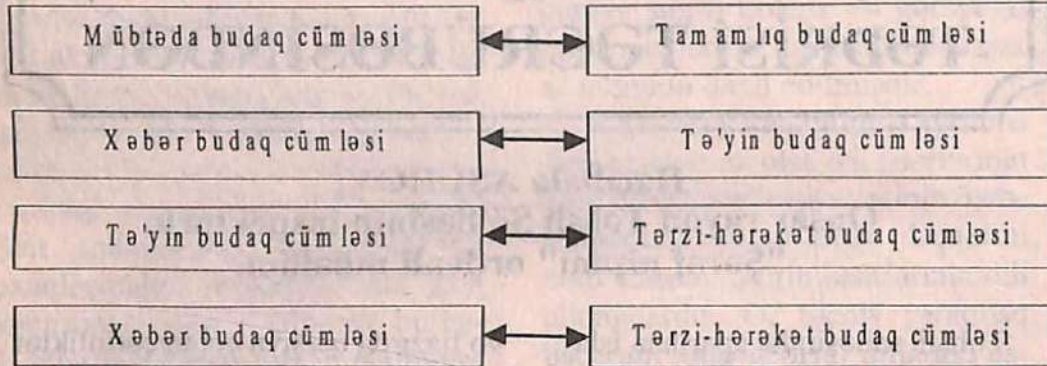 Mübtəda budaq cümləsi Tamamlıq budaq cümləsi
Xəbər budaq cümləsi Tə'yin budaq cümləsi
Tə'yin budaq cümləsi Tərzi-hərəkət budaq cümləsi
Xəbər budaq cümləsi Tərzi-hərəkət budaq cümləsi